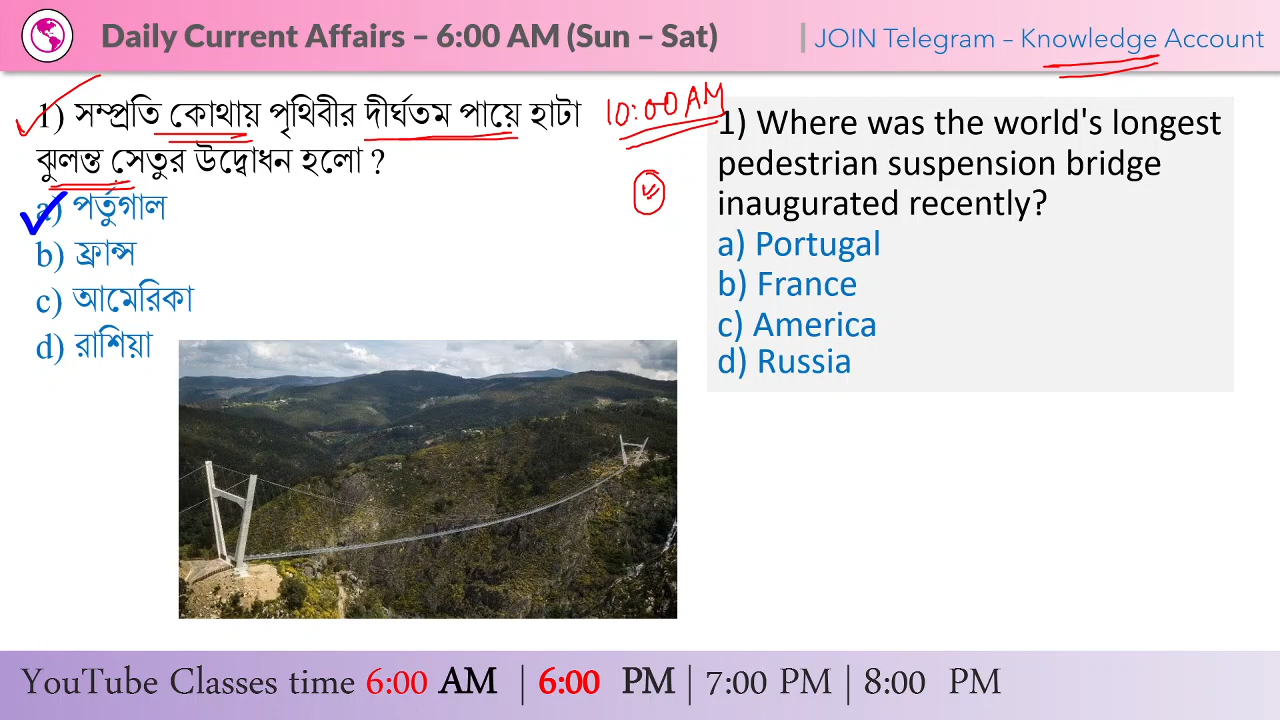 Daily Current Affairs – 6:00 AM (Sun – Sat)
JOIN Telegram – Knowledge Account
1) সম্প্রতি কোথায় পৃথিবীর দীর্ঘতম পায়ে হাটা
ঝুলন্ত সেতুর উদ্বোধন হলো ?
a) পর্তুগাল
b) ফ্রান্স
c) আমেরিকা
d) রাশিয়া
10:00 AM
1) Where was the world's longest
pedestrian suspension bridge
inaugurated recently?
a) Portugal
b) France
c) America
d) Russia
YouTube Classes time 6:00 AM | 6:00 PM | 7:00 PM | 8:00 PM